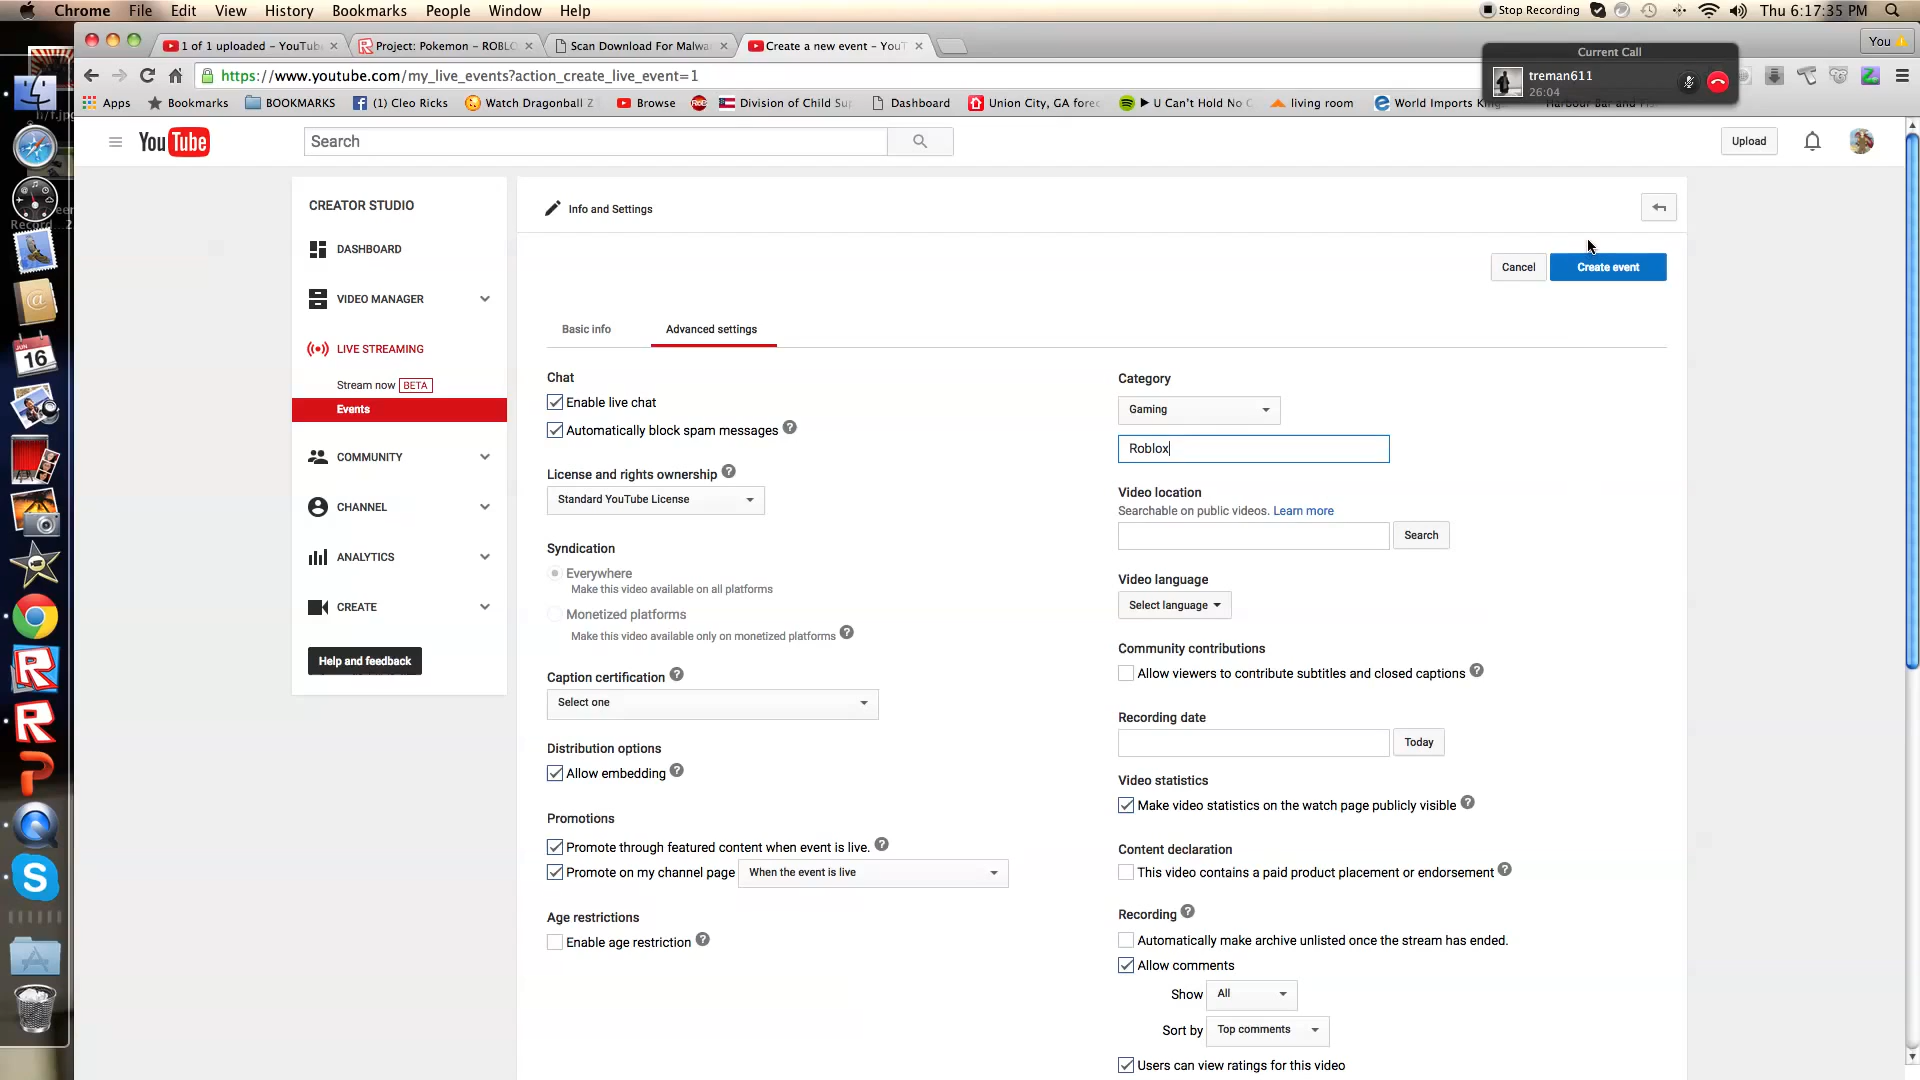 Chrome File Edit View History Bookmarks People Window Help Stop Recording Thu 6:17:35 PM
1 of 1 uploaded – YouTub Project: Pokemon – ROBLO Scan Download For Malwa Create a new event – YouT You
https://www.youtube.com/my_live_events?action_create_live_event=1
Current Call
treman611
26:04
Apps Bookmarks BOOKMARKS (1) Cleo Ricks Watch Dragonball Z Browse Division of Child Su Dashboard Union City, GA fore U Can't Hold No living room World Imports King
YouTube Search Upload
CREATOR STUDIO
DASHBOARD
VIDEO MANAGER
LIVE STREAMING
Stream now BETA
Events
COMMUNITY
CHANNEL
ANALYTICS
CREATE
Help and feedback
Info and Settings
Cancel Create event
Basic info Advanced settings
Chat
Enable live chat
Automatically block spam messages ?
License and rights ownership ?
Standard YouTube License
Syndication
Everywhere
Make this video available on all platforms
Monetized platforms
Make this video available only on monetized platforms ?
Caption certification ?
Select one
Distribution options
Allow embedding ?
Promotions
Promote through featured content when event is live. ?
Promote on my channel page When the event is live
Age restrictions
Enable age restriction ?
Category
Gaming
Roblox
Video location
Searchable on public videos. Learn more
Search
Video language
Select language
Community contributions
Allow viewers to contribute subtitles and closed captions ?
Recording date
Today
Video statistics
Make video statistics on the watch page publicly visible ?
Content declaration
This video contains a paid product placement or endorsement ?
Recording ?
Automatically make archive unlisted once the stream has ended.
Allow comments
Show All
Sort by Top comments
Users can view ratings for this video
JUN
16